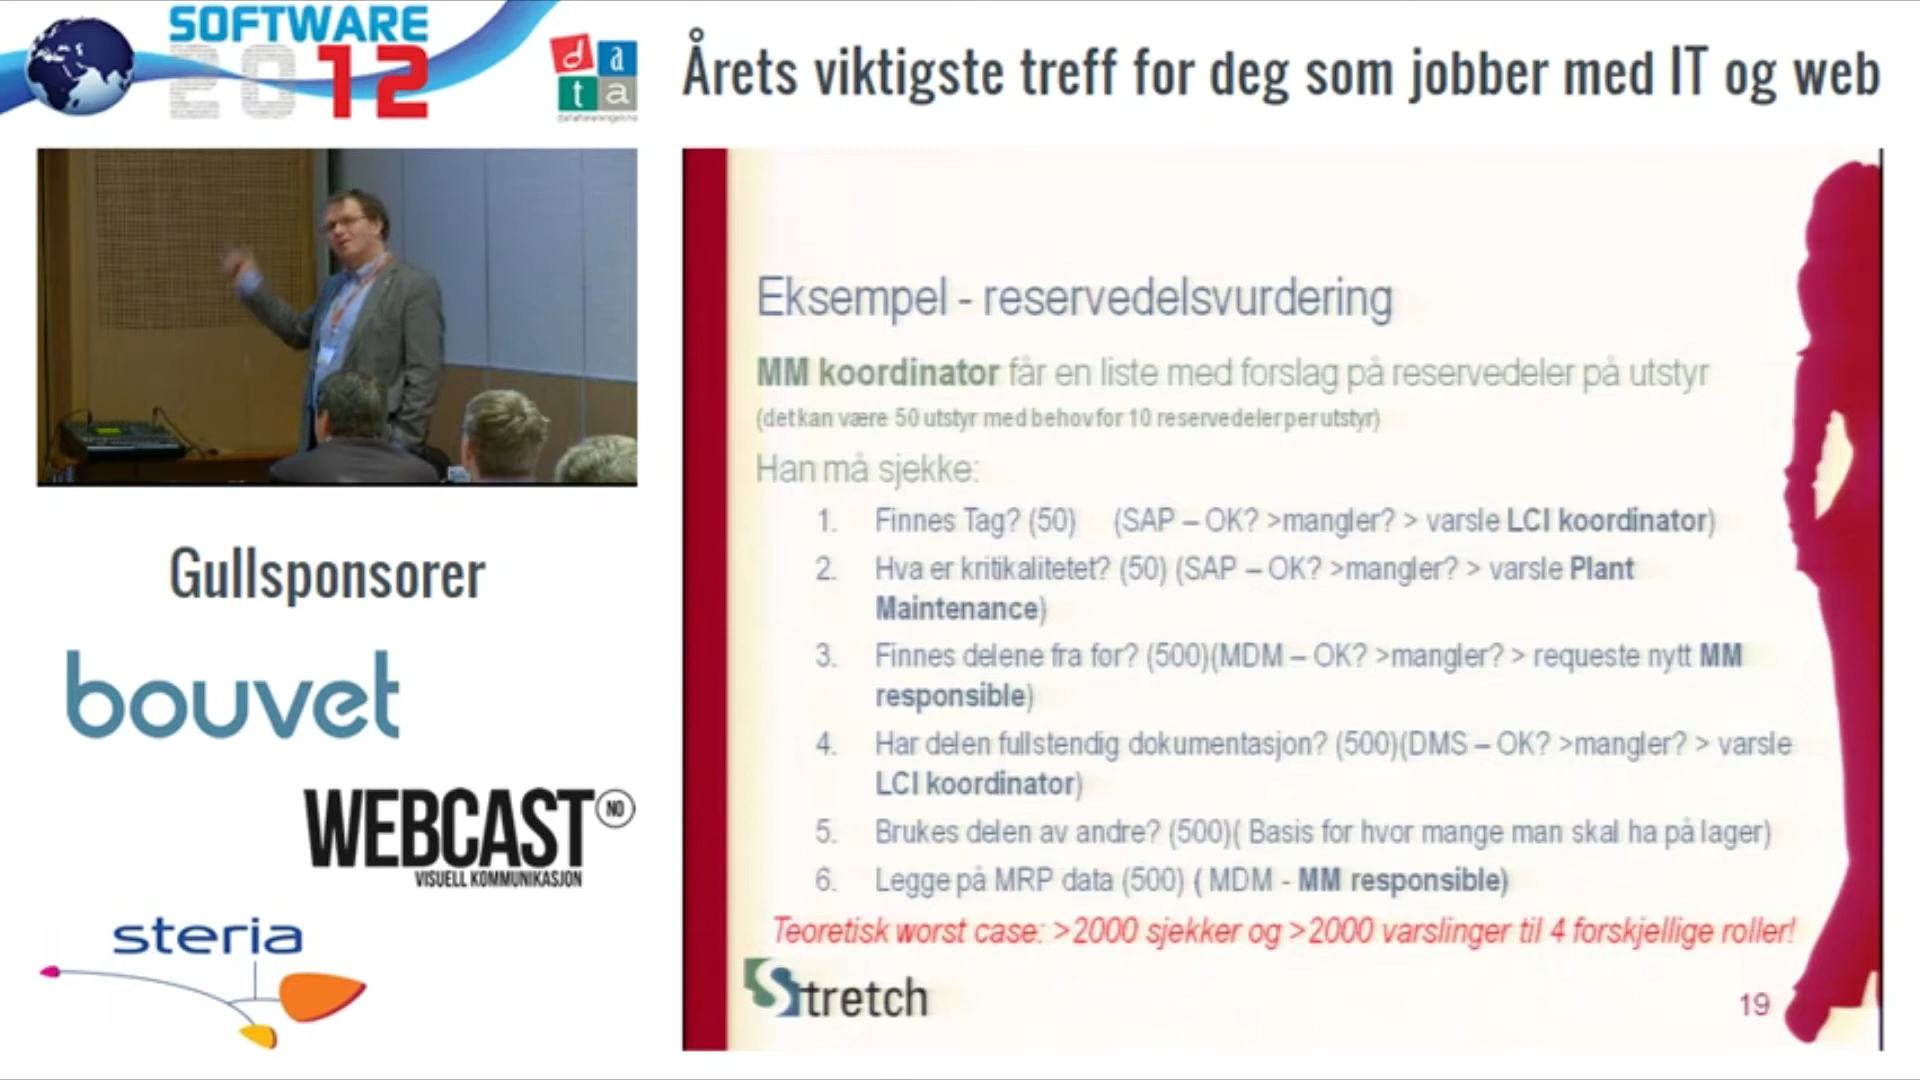 SOFTWARE
2012
data
Årets viktigste treff for deg som jobber med IT og web
Gullsponsorer
bouvet
WEBCAST NO
VISUELL KOMMUNIKASJON
steria
Eksempel - reservedelsvurdering
MM koordinator får en liste med forslag på reservedeler på utstyr
(det kan være 50 utstyr med behov for 10 reservedeler per utstyr)
Han må sjekke:
1. Finnes Tag? (50) (SAP – OK? >mangler? > varsle LCI koordinator)
2. Hva er kritikalitetet? (50) (SAP – OK? >mangler? > varsle Plant
Maintenance)
3. Finnes delene fra før? (500)(MDM – OK? >mangler? > requeste nytt MM
responsible)
4. Har delen fullstendig dokumentasjon? (500)(DMS – OK? >mangler? > varsle
LCI koordinator)
5. Brukes delen av andre? (500)( Basis for hvor mange man skal ha på lager)
6. Legge på MRP data (500) ( MDM - MM responsible)
Teoretisk worst case: >2000 sjekker og >2000 varslinger til 4 forskjellige roller!
Stretch
19